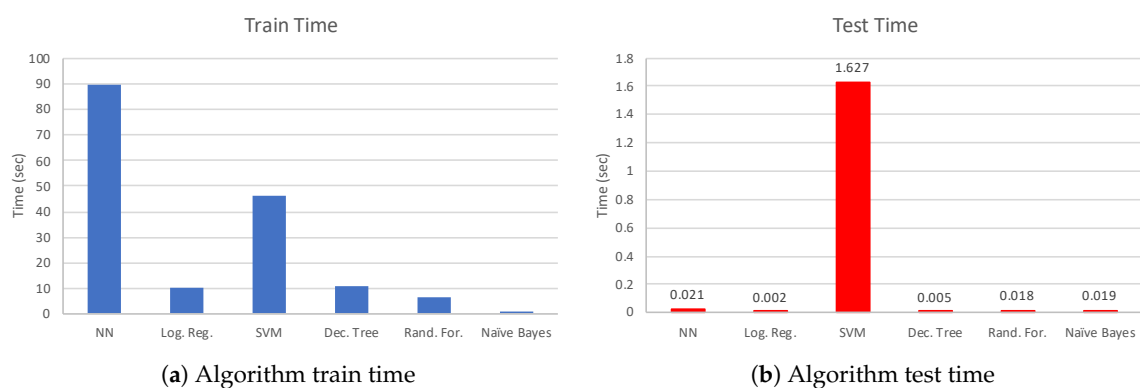 Train Time
100
90
80
70
60
50
40
30
20
10
0
Time (sec)
NN Log. Reg. SVM Dec. Tree Rand. For. Naïve Bayes
(a) Algorithm train time
Test Time
1.8
1.6
1.4
1.2
1
0.8
0.6
0.4
0.2
0
Time (sec)
0.021 0.002 1.627 0.005 0.018 0.019
NN Log. Reg. SVM Dec. Tree Rand. For. Naïve Bayes
(b) Algorithm test time